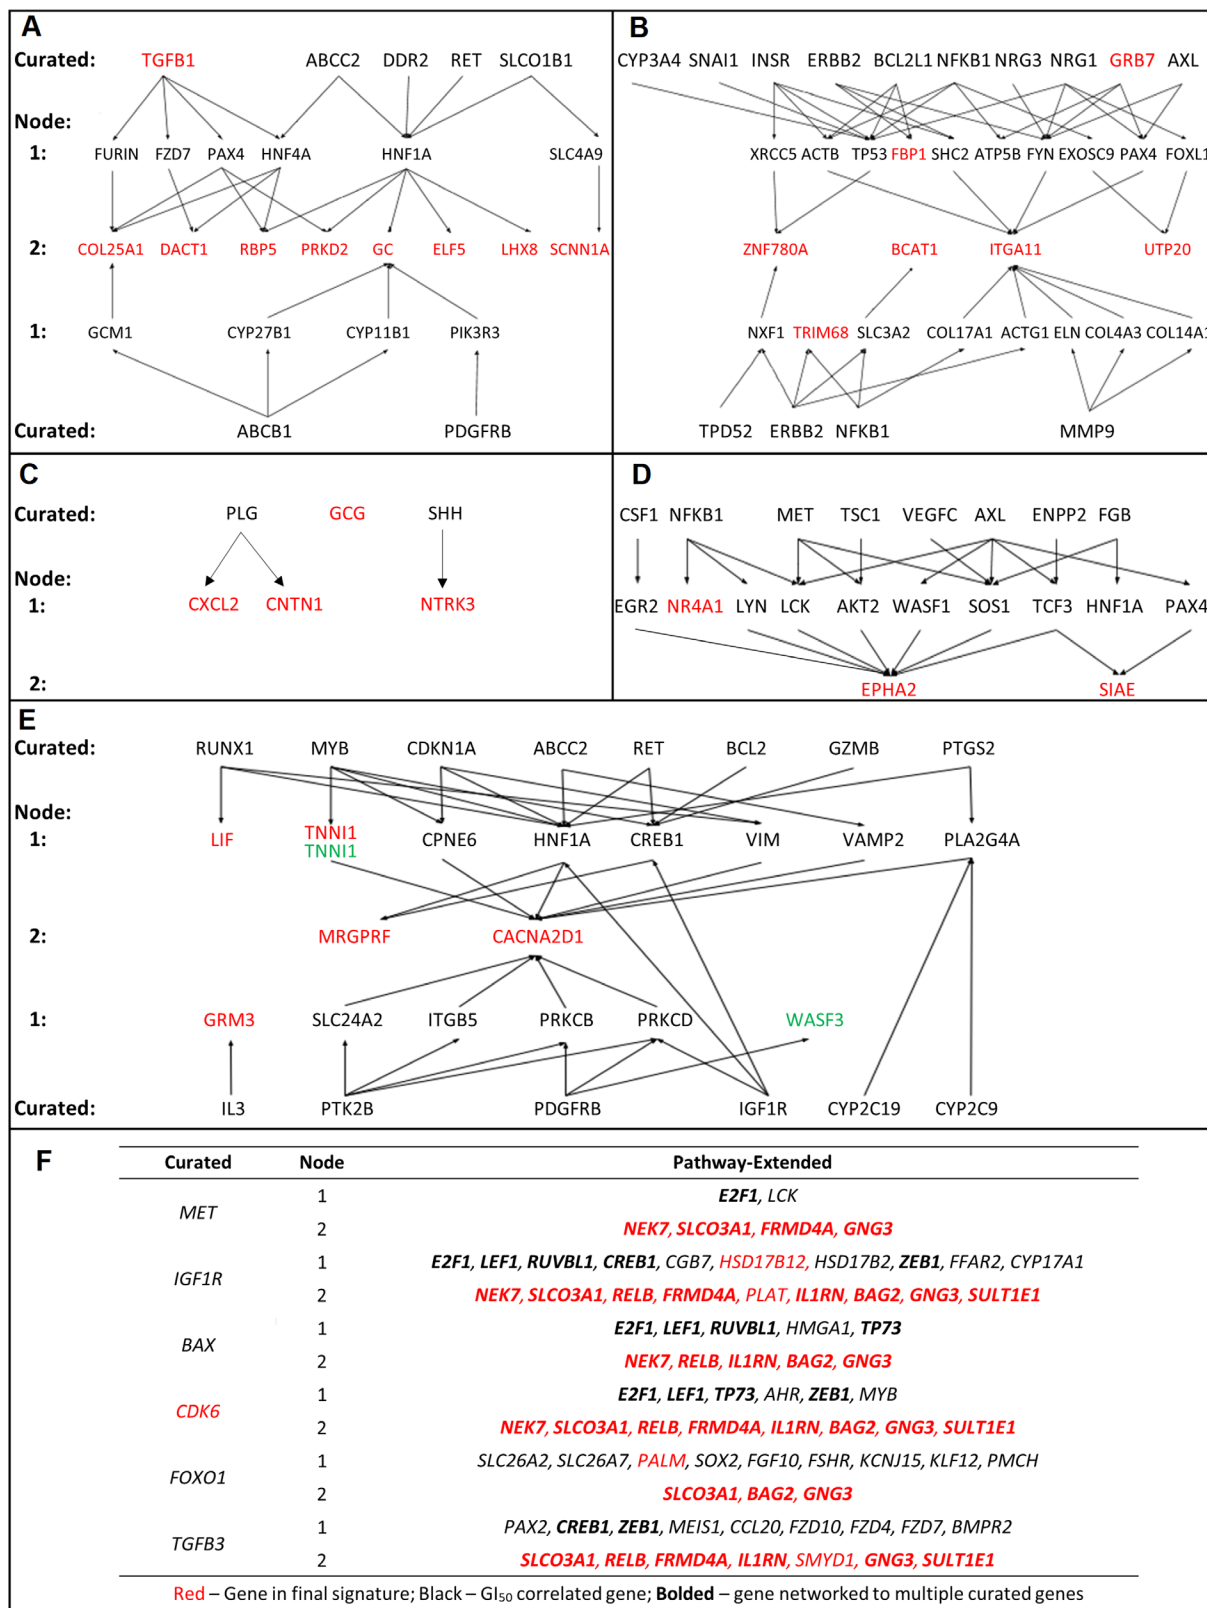 A
Curated: TGFB1 ABCC2 DDR2 RET SLCO1B1
Node:
1: FURIN FZD7 PAX4 HNF4A HNF1A SLC4A9
2: COL25A1 DACT1 RBP5 PRKD2 GC ELF5 LHX8 SCNN1A
1: GCM1 CYP27B1 CYP11B1 PIK3R3
Curated: ABCB1 PDGFRB
B
CYP3A4 SNAI1 INSR ERBB2 BCL2L1 NFKB1 NRG3 NRG1 GRB7 AXL
XRCC5 ACTB TP53 FBP1 SHC2 ATP5B FYN EXOSC9 PAX4 FOXL1
ZNF780A BCAT1 ITGA11 UTP20
NXF1 TRIM68 SLC3A2 COL17A1 ACTG1 ELN COL4A3 COL14A1
TPD52 ERBB2 NFKB1 MMP9
C
Curated: PLG GCG SHH
Node:
1: CXCL2 CNTN1 NTRK3
2:
D
CSF1 NFKB1 MET TSC1 VEGFC AXL ENPP2 FGB
EGR2 NR4A1 LYN LCK AKT2 WASF1 SOS1 TCF3 HNF1A PAX4
EPHA2 SIAE
E
Curated: RUNX1 MYB CDKN1A ABCC2 RET BCL2 GZMB PTGS2
Node:
1: LIF TNNI1 CPNE6 HNF1A CREB1 VIM VAMP2 PLA2G4A
TNNI1
2: MRGPRF CACNA2D1
1: GRM3 SLC24A2 ITGB5 PRKCB PRKCD WASF3
Curated: IL3 PTK2B PDGFRB IGF1R CYP2C19 CYP2C9
F
Curated Node Pathway-Extended
MET
1 E2F1, LCK
2 NEK7, SLCO3A1, FRMD4A, GNG3
IGF1R
1 E2F1, LEF1, RUVBL1, CREB1, CGB7, HSD17B12, HSD17B2, ZEB1, FFAR2, CYP17A1
2 NEK7, SLCO3A1, RELB, FRMD4A, PLAT, IL1RN, BAG2, GNG3, SULT1E1
BAX
1 E2F1, LEF1, RUVBL1, HMGA1, TP73
2 NEK7, RELB, IL1RN, BAG2, GNG3
CDK6
1 E2F1, LEF1, TP73, AHR, ZEB1, MYB
2 NEK7, SLCO3A1, RELB, FRMD4A, IL1RN, BAG2, GNG3, SULT1E1
FOXO1
1 SLC26A2, SLC26A7, PALM, SOX2, FGF10, FSHR, KCNJ15, KLF12, PMCH
2 SLCO3A1, BAG2, GNG3
TGFB3
1 PAX2, CREB1, ZEB1, MEIS1, CCL20, FZD10, FZD4, FZD7, BMPR2
2 SLCO3A1, RELB, FRMD4A, IL1RN, SMYD1, GNG3, SULT1E1
Red – Gene in final signature; Black – GI50 correlated gene; Bolded – gene networked to multiple curated genes